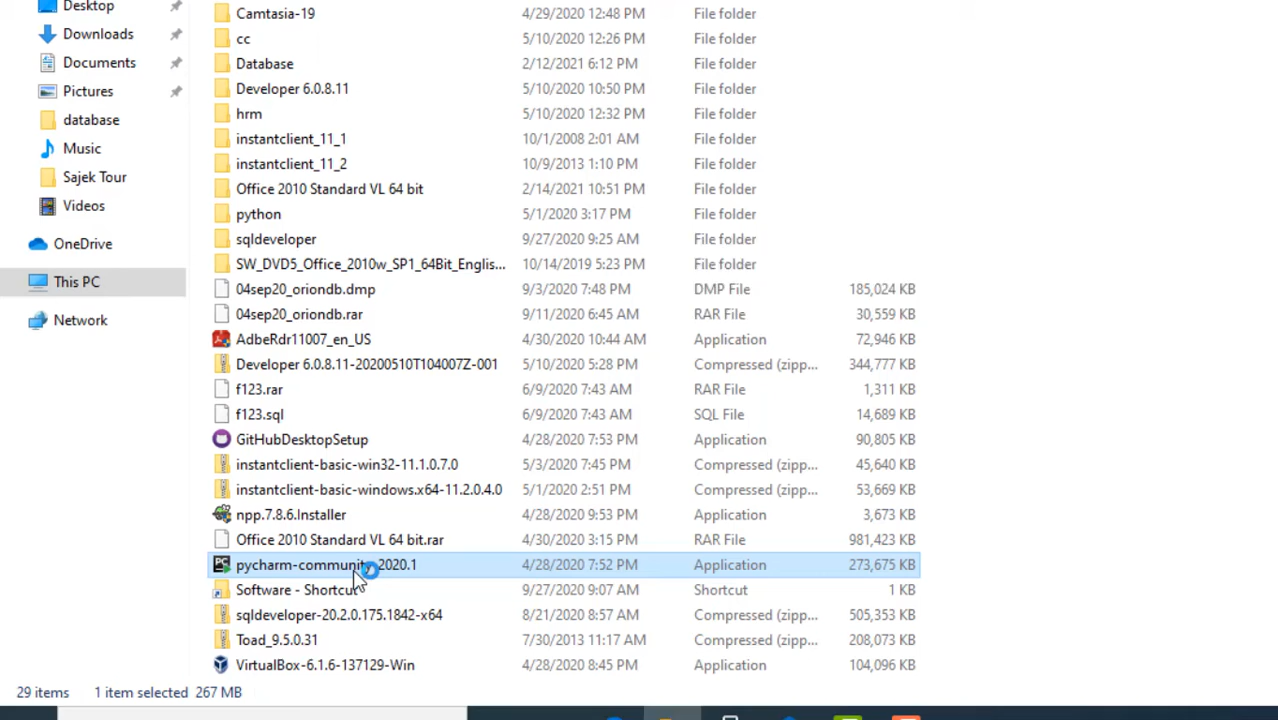 Desktop
Downloads
Documents
Pictures
database
Music
Sajek Tour
Videos
OneDrive
This PC
Network
Camtasia-19 4/29/2020 12:48 PM File folder
cc 5/10/2020 12:26 PM File folder
Database 2/12/2021 6:12 PM File folder
Developer 6.0.8.11 5/10/2020 10:50 PM File folder
hrm 5/10/2020 12:32 PM File folder
instantclient_11_1 10/1/2008 2:01 AM File folder
instantclient_11_2 10/9/2013 1:10 PM File folder
Office 2010 Standard VL 64 bit 2/14/2021 10:51 PM File folder
python 5/1/2020 3:17 PM File folder
sqldeveloper 9/27/2020 9:25 AM File folder
SW_DVD5_Office_2010w_SP1_64Bit_Englis... 10/14/2019 5:23 PM File folder
04sep20_oriondb.dmp 9/3/2020 7:48 PM DMP File 185,024 KB
04sep20_oriondb.rar 9/11/2020 6:45 AM RAR File 30,559 KB
AdbeRdr11007_en_US 4/30/2020 10:44 AM Application 72,946 KB
Developer 6.0.8.11-20200510T104007Z-001 5/10/2020 5:28 PM Compressed (zipp... 344,777 KB
f123.rar 6/9/2020 7:43 AM RAR File 1,311 KB
f123.sql 6/9/2020 7:43 AM SQL File 14,689 KB
GitHubDesktopSetup 4/28/2020 7:53 PM Application 90,805 KB
instantclient-basic-win32-11.1.0.7.0 5/3/2020 7:45 PM Compressed (zipp... 45,640 KB
instantclient-basic-windows.x64-11.2.0.4.0 5/1/2020 2:51 PM Compressed (zipp... 53,669 KB
npp.7.8.6.Installer 4/28/2020 9:53 PM Application 3,673 KB
Office 2010 Standard VL 64 bit.rar 4/30/2020 3:15 PM RAR File 981,423 KB
pycharm-community-2020.1 4/28/2020 7:52 PM Application 273,675 KB
Software - Shortcut 9/27/2020 9:07 AM Shortcut 1 KB
sqldeveloper-20.2.0.175.1842-x64 8/21/2020 8:57 AM Compressed (zipp... 505,353 KB
Toad_9.5.0.31 7/30/2013 11:17 AM Compressed (zipp... 208,073 KB
VirtualBox-6.1.6-137129-Win 4/28/2020 8:45 PM Application 104,096 KB
29 items 1 item selected 267 MB